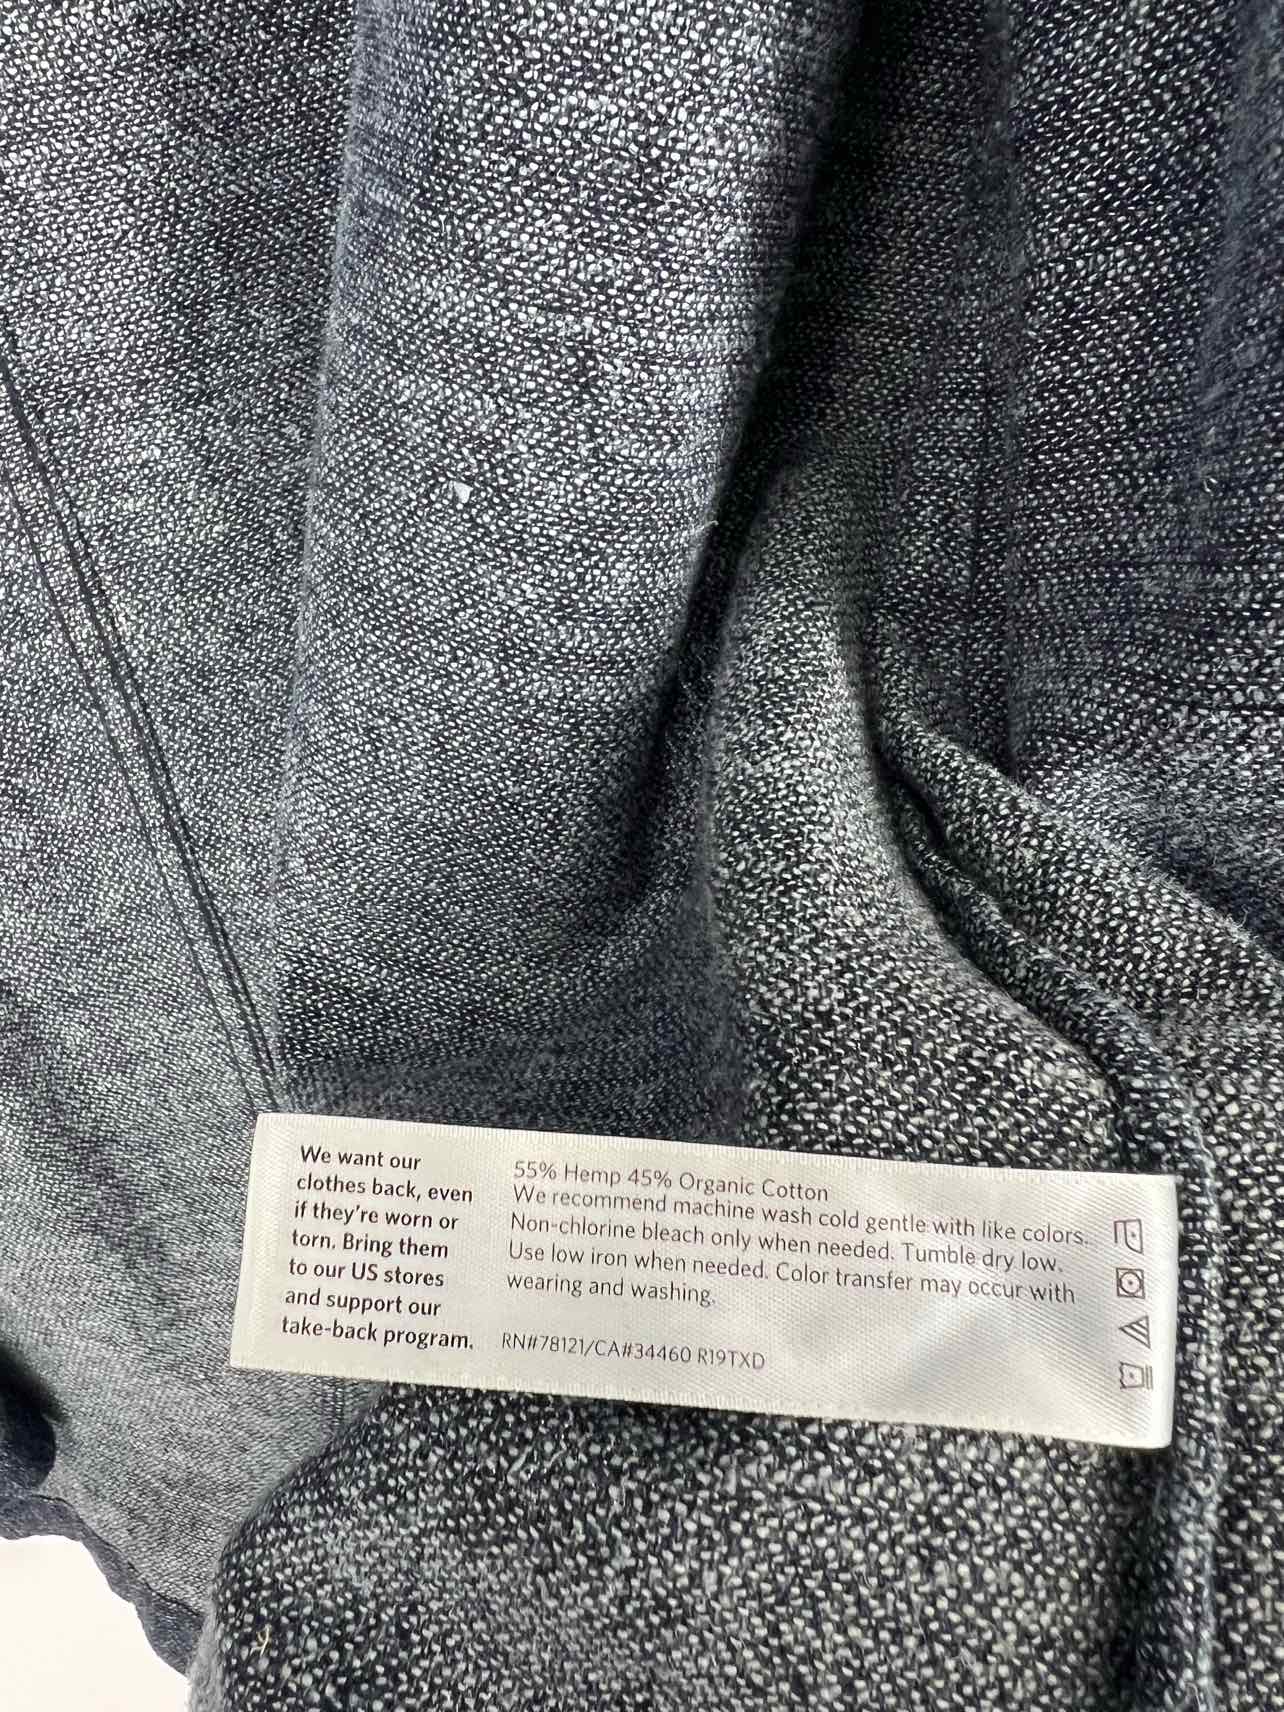 We want our
clothes back, even
if they're worn or
torn. Bring them
to our US stores
and support our
take-back program.
55% Hemp 45% Organic Cotton
We recommend machine wash cold gentle with like colors.
Non-chlorine bleach only when needed. Tumble dry low.
Use low iron when needed. Color transfer may occur with
wearing and washing.
RN#78121/CA#34460 R19TXD